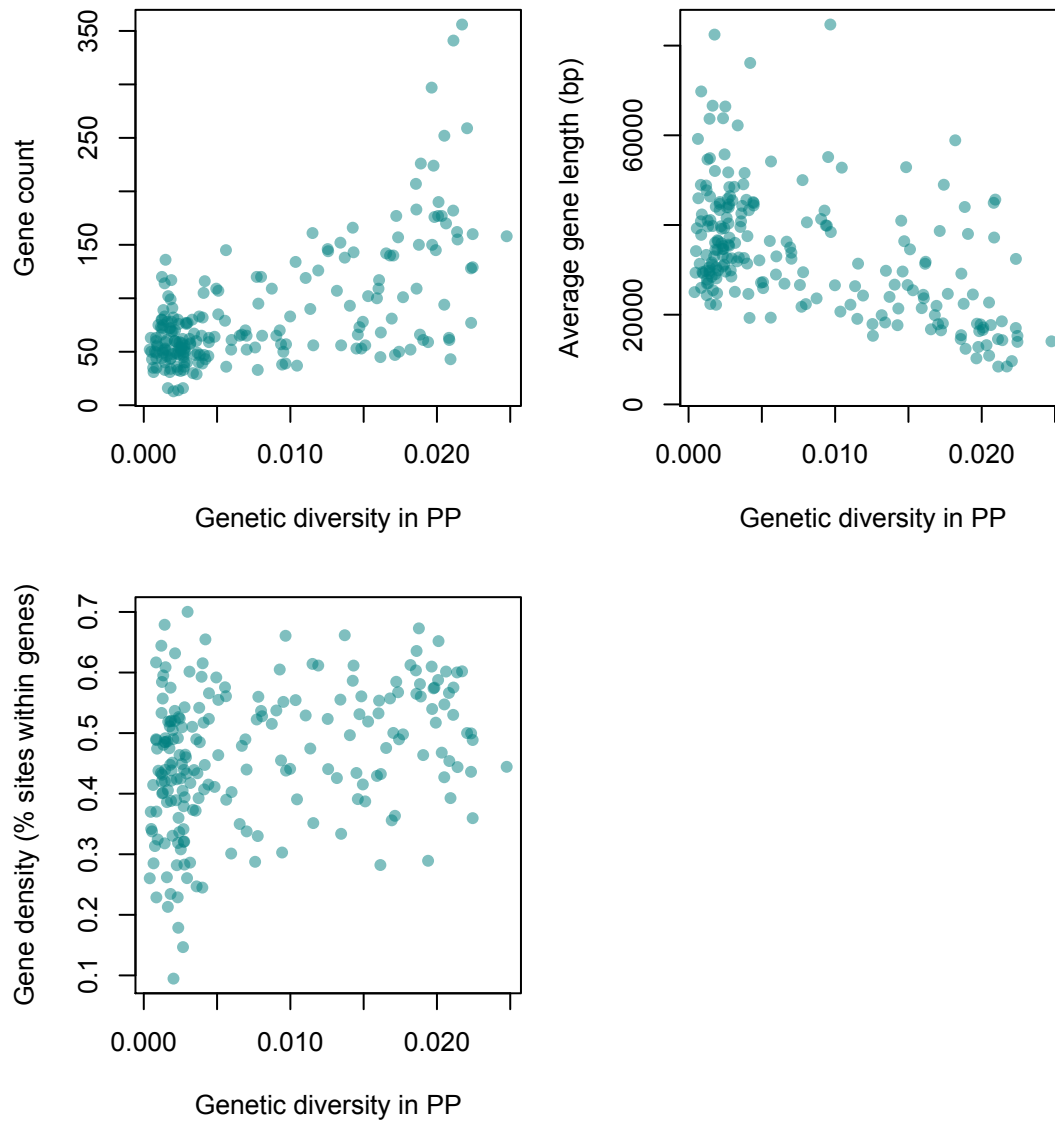 Gene count
350
250
150
50
0
0.000 0.010 0.020
Genetic diversity in PP
Average gene length (bp)
60000
20000
0
0.000 0.010 0.020
Genetic diversity in PP
Gene density (% sites within genes)
0.7
0.6
0.5
0.4
0.3
0.2
0.1
0.000 0.010 0.020
Genetic diversity in PP